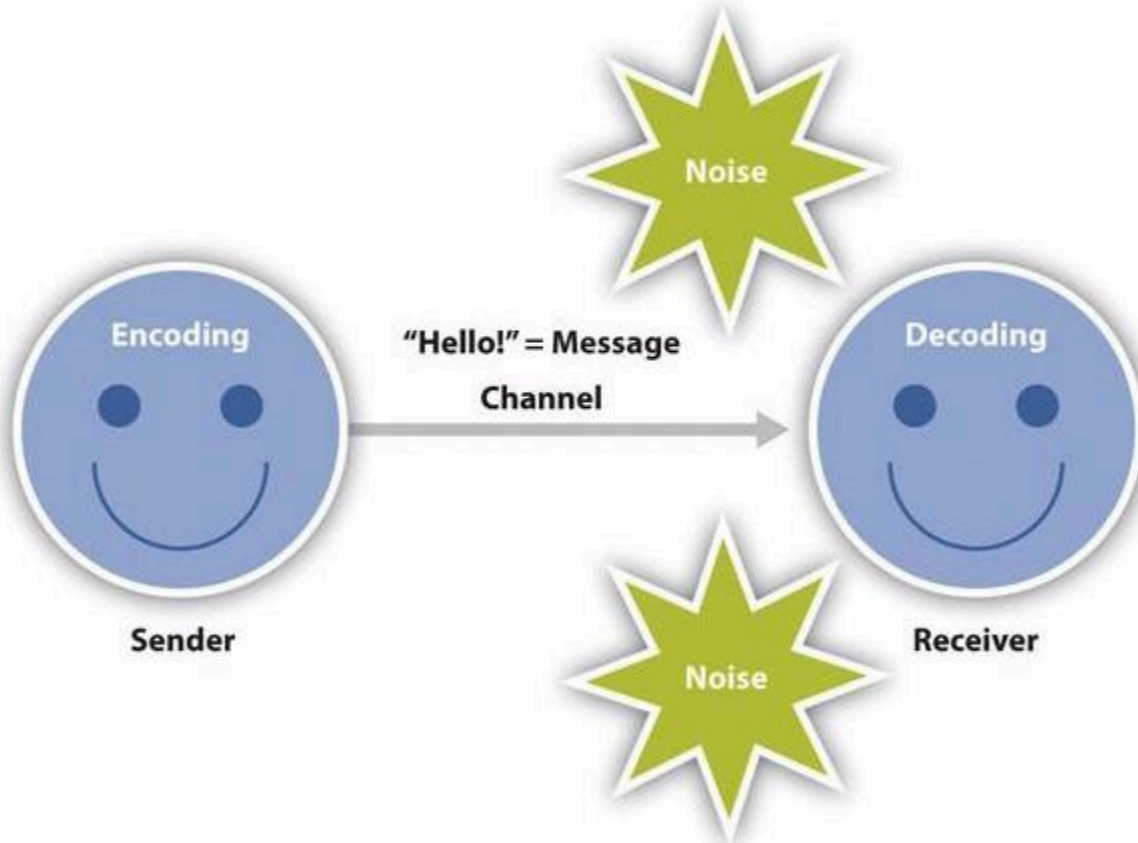 Noise
Encoding
“Hello!” = Message
Channel
Decoding
Sender
Receiver
Noise